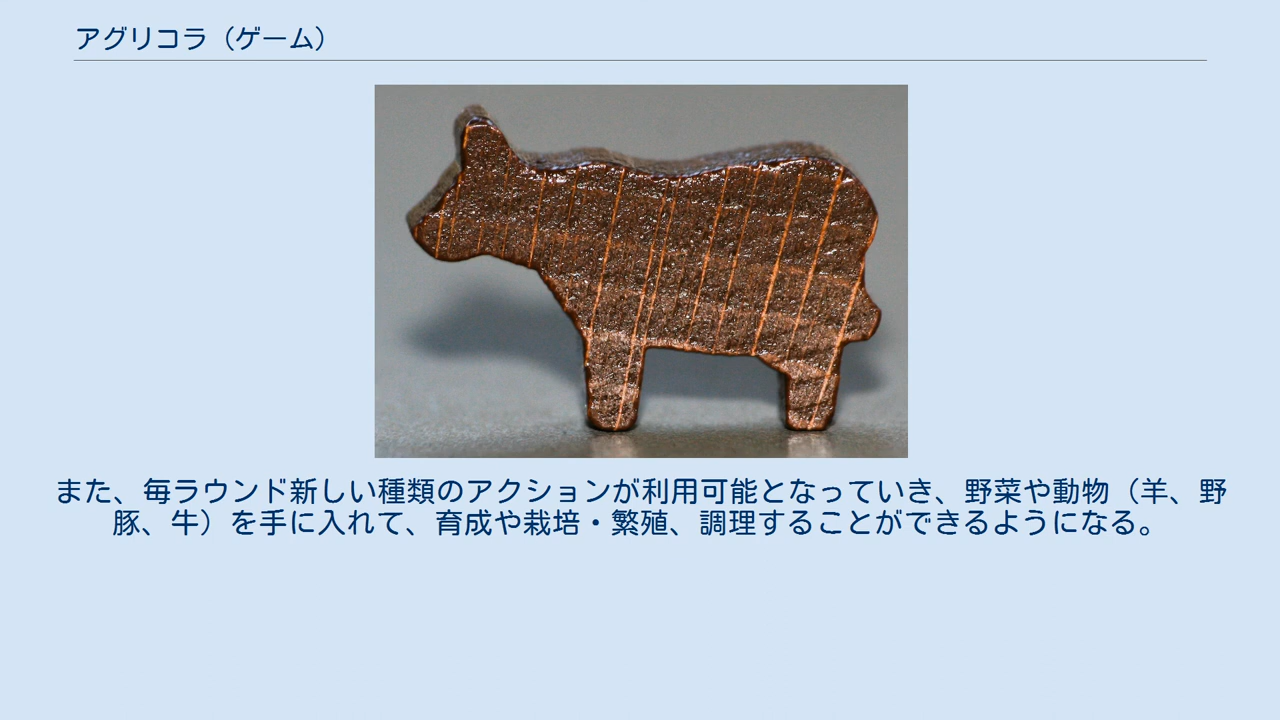 アグリコラ（ゲーム）
また、毎ラウンド新しい種類のアクションが利用可能となっていき、野菜や動物（羊、野
豚、牛）を手に入れて、育成や栽培・繁殖、調理することができるようになる。